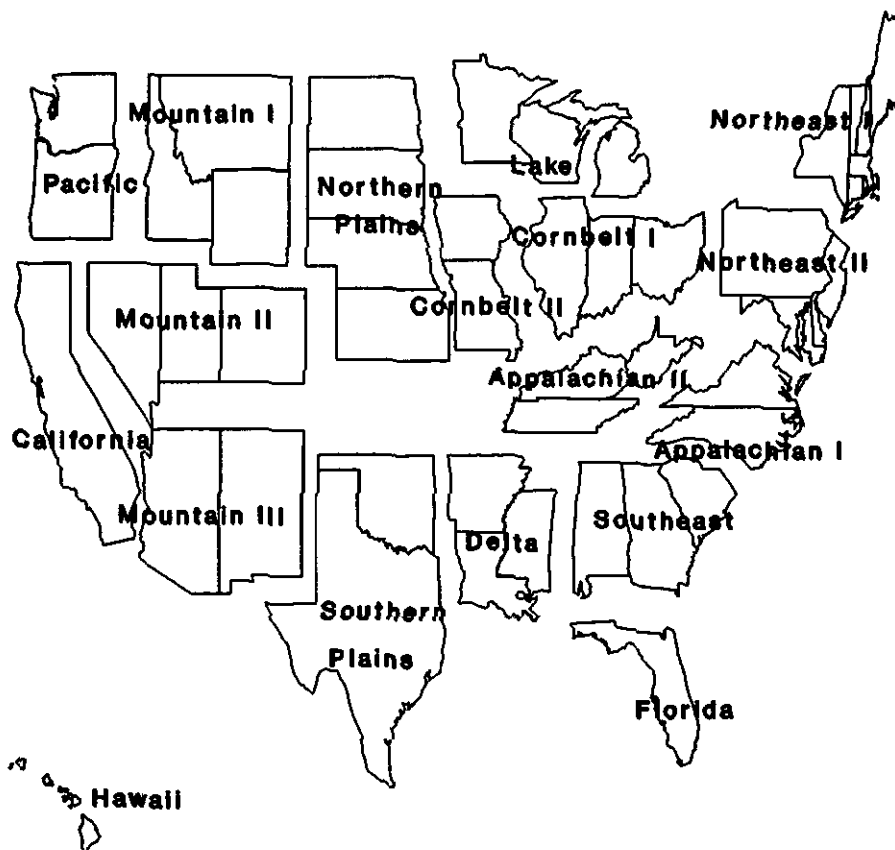 Mountain I
Northeast I
Lake
Pacific
Northern
Plains
Cornbelt I
Northeast II
Cornbelt II
Mountain II
Appalachian II
California
Appalachian I
Mountain III
Southeast
Delta
Southern
Plains
Florida
Hawaii